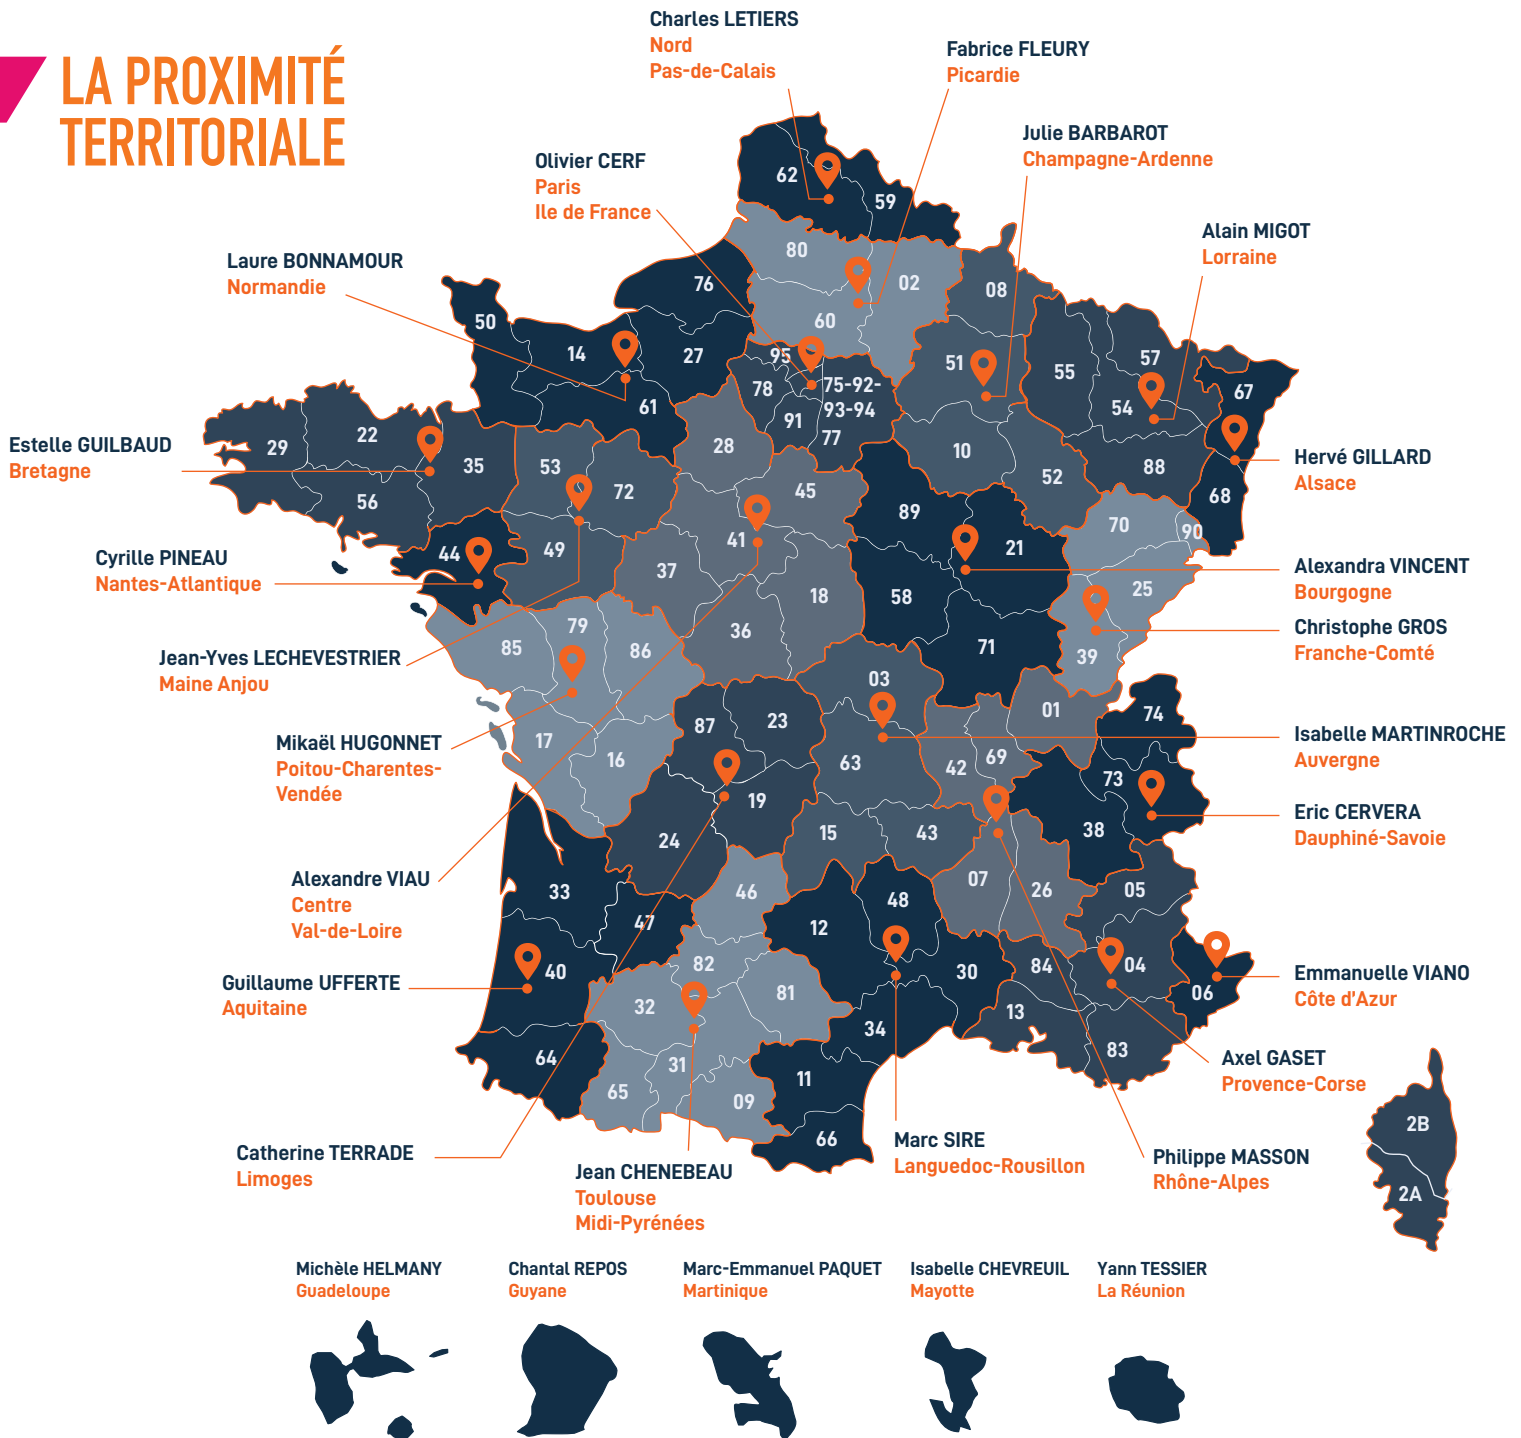 LA PROXIMITÉ
TERRITORIALE
Charles LETIERS
Nord
Pas-de-Calais
Fabrice FLEURY
Picardie
Julie BARBAROT
Champagne-Ardenne
Olivier CERF
Paris
Ile de France
Alain MIGOT
Lorraine
Laure BONNAMOUR
Normandie
Estelle GUILBAUD
Bretagne
Hervé GILLARD
Alsace
Cyrille PINEAU
Nantes-Atlantique
Alexandra VINCENT
Bourgogne
Christophe GROS
Franche-Comté
Jean-Yves LECHEVESTRIER
Maine Anjou
Mikaël HUGONNET
Poitou-Charentes-
Vendée
Isabelle MARTINROCHE
Auvergne
Eric CERVERA
Dauphiné-Savoie
Alexandre VIAU
Centre
Val-de-Loire
Guillaume UFFERTE
Aquitaine
Emmanuelle VIANO
Côte d'Azur
Axel GASET
Provence-Corse
Catherine TERRADE
Limoges
Jean CHENEBEAU
Toulouse
Midi-Pyrénées
Marc SIRE
Languedoc-Rousillon
Philippe MASSON
Rhône-Alpes
62
59
80
02
76
60
08
50
14
27
95
75-92-
93-94
78
91
77
51
55
57
67
54
61
28
10
52
88
68
29
22
35
56
53
72
45
89
70
90
44
49
41
21
37
18
58
25
36
71
39
85
79
86
03
01
74
87
23
17
16
63
42
69
73
19
38
24
15
43
07
26
05
33
46
48
47
12
40
82
30
84
04
32
81
06
34
13
64
31
83
65
09
11
66
2B
2A
Michèle HELMANY
Guadeloupe
Chantal REPOS
Guyane
Marc-Emmanuel PAQUET
Martinique
Isabelle CHEVREUIL
Mayotte
Yann TESSIER
La Réunion